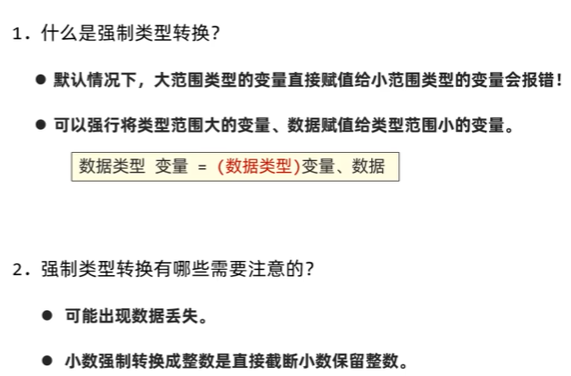 1. 什么是强制类型转换?
● 默认情况下，大范围类型的变量直接赋值给小范围类型的变量会报错!
● 可以强行将类型范围大的变量、数据赋值给类型范围小的变量。
数据类型 变量 = (数据类型)变量、数据
2. 强制类型转换有哪些需要注意的?
● 可能出现数据丢失。
● 小数强制转换成整数是直接截断小数保留整数。